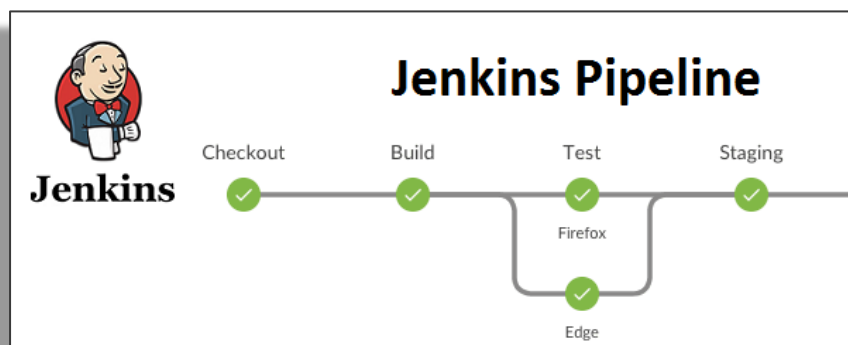 Jenkins Pipeline
Jenkins
Checkout
Build
Test
Staging
Firefox
Edge